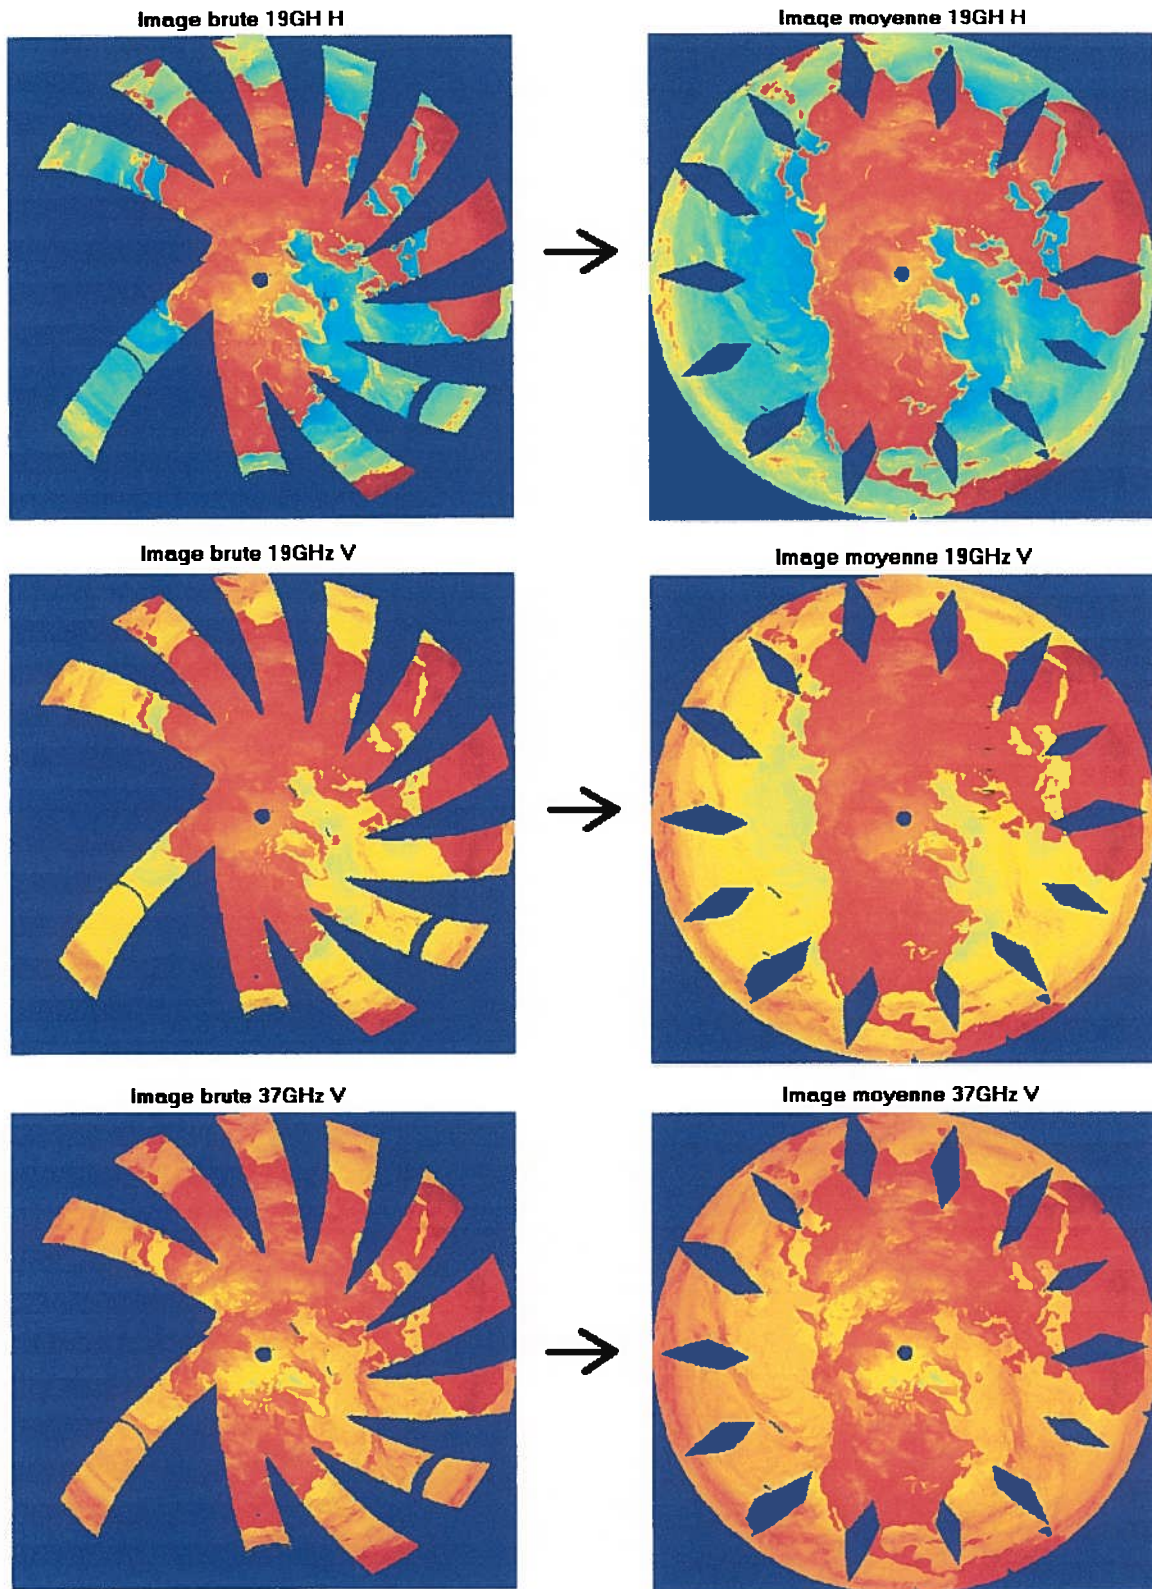 Image brute 19GH H
Image moyenne 19GH H
Image brute 19GHz V
Image moyenne 19GHz V
Image brute 37GHz V
Image moyenne 37GHz V